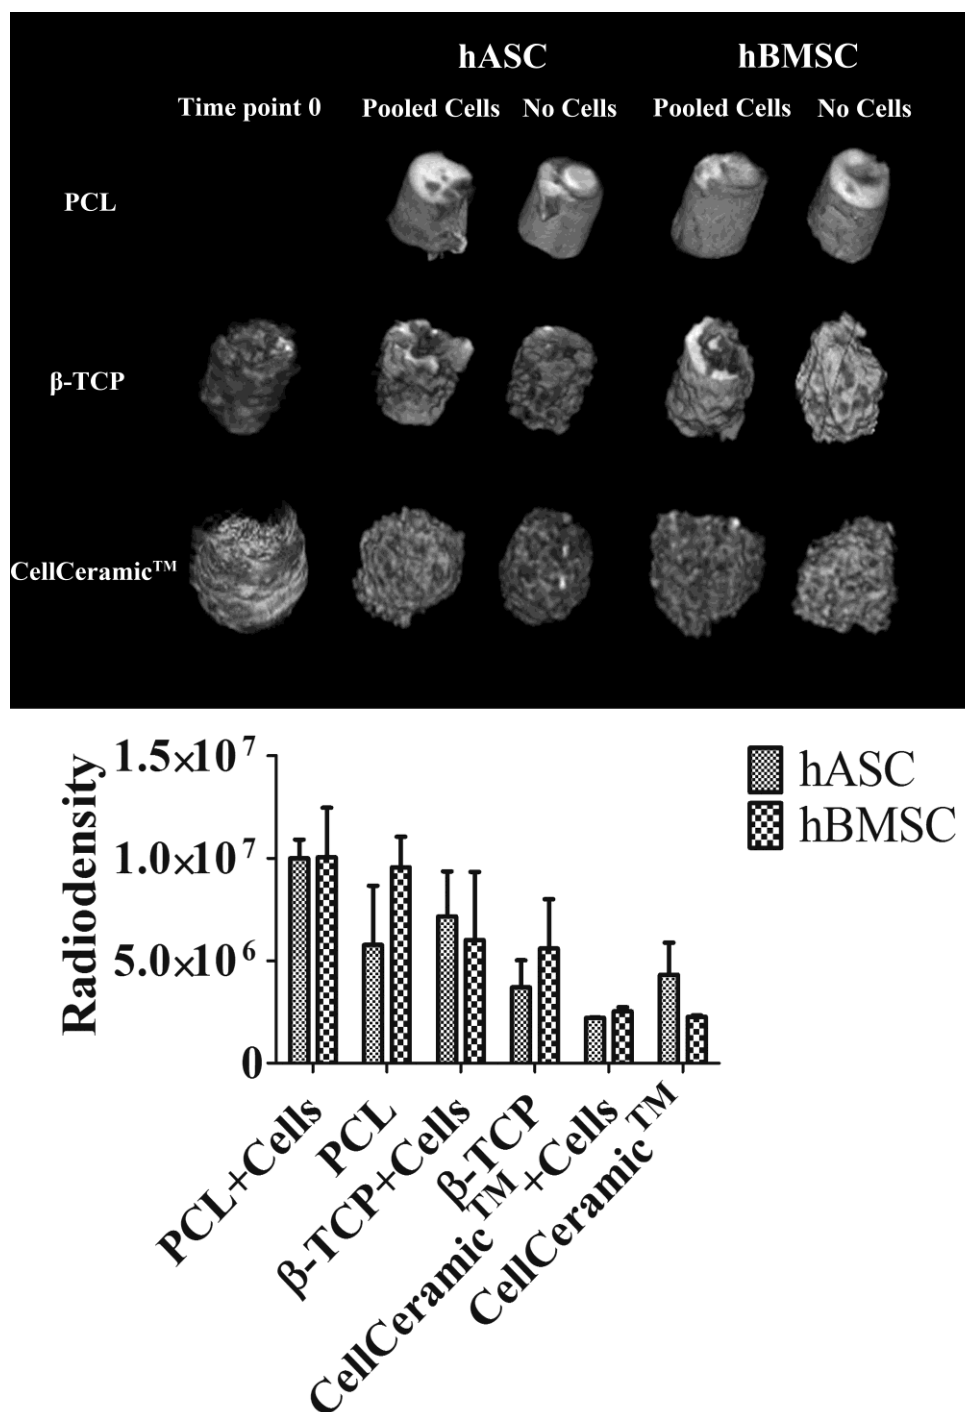 hASC hBMSC
Time point 0 Pooled Cells No Cells Pooled Cells No Cells
PCL
β-TCP
CellCeramic™
1.5×10⁷
1.0×10⁷
5.0×10⁶
0
Radiodensity
hASC
hBMSC
PCL+Cells
PCL
β-TCP+Cells
β-TCP
CellCeramic™+Cells
CellCeramic™